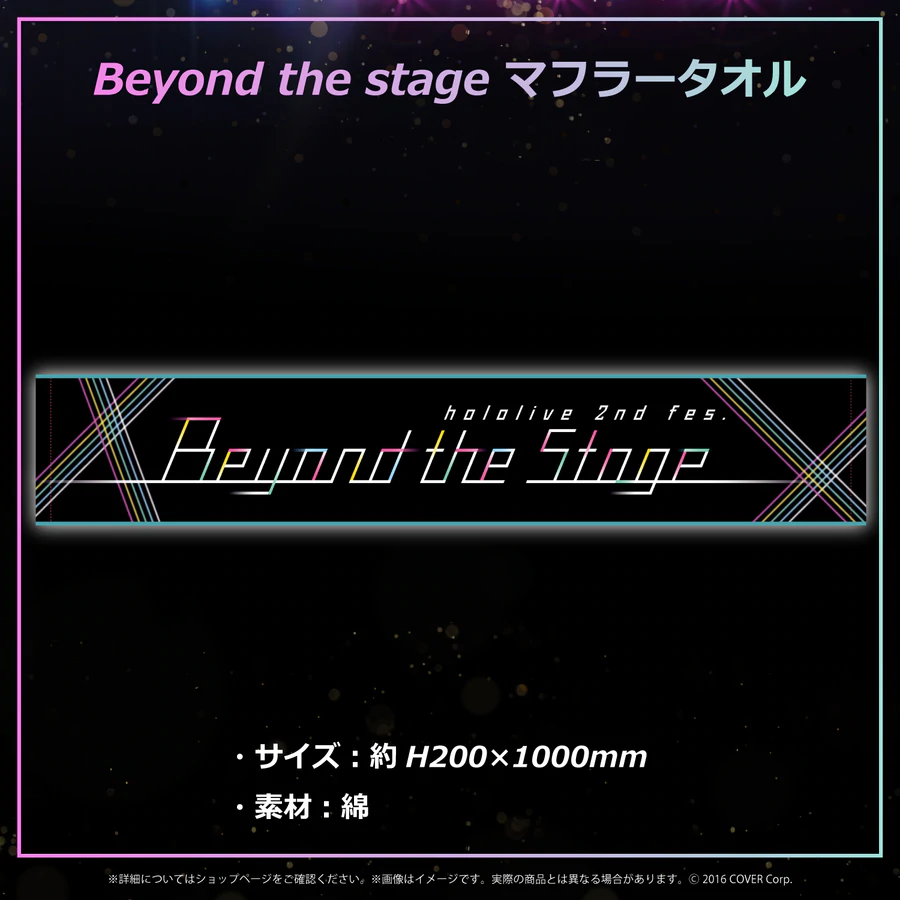 Beyond the stage マフラータオル
hololive 2nd fes.
Beyond the Stage
・サイズ：約 H200×1000mm
・素材：綿
※詳細についてはショップページをご確認ください。※画像はイメージです。実際の商品とは異なる場合があります。© 2016 COVER Corp.